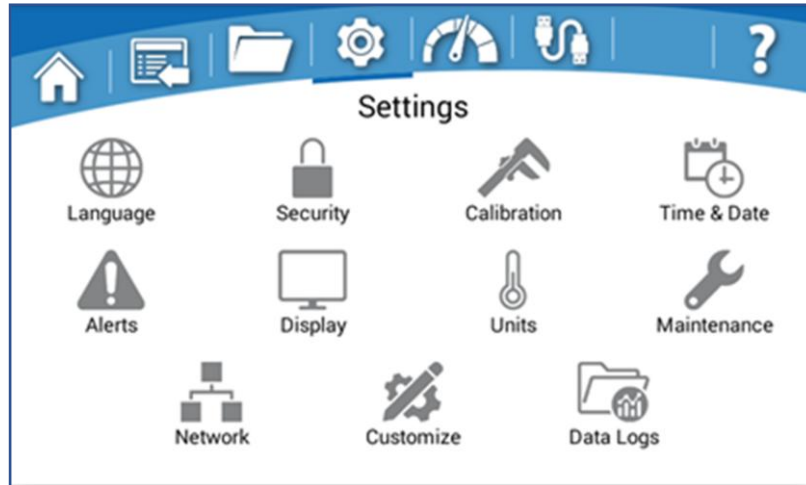 ?
Settings
Language Security Calibration Time & Date
Alerts Display Units Maintenance
Network Customize Data Logs